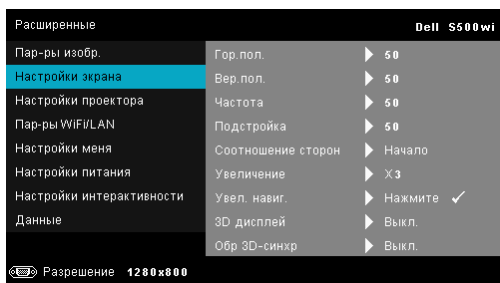 Расширенные Dell S500wi
Пар-ры изобр.
Настройки экрана
Настройки проектора
Пар-ры WiFi/LAN
Настройки меня
Настройки питания
Настройки интерактивности
Данные
Гор.пол. 50
Вер.пол. 50
Частота 50
Подстройка 50
Соотношение сторон Начало
Увеличение X3
Увел. навиг. Нажмите ✓
3D дисплей Выкл.
Обр 3D-синхр Выкл.
Разрешение 1280x800